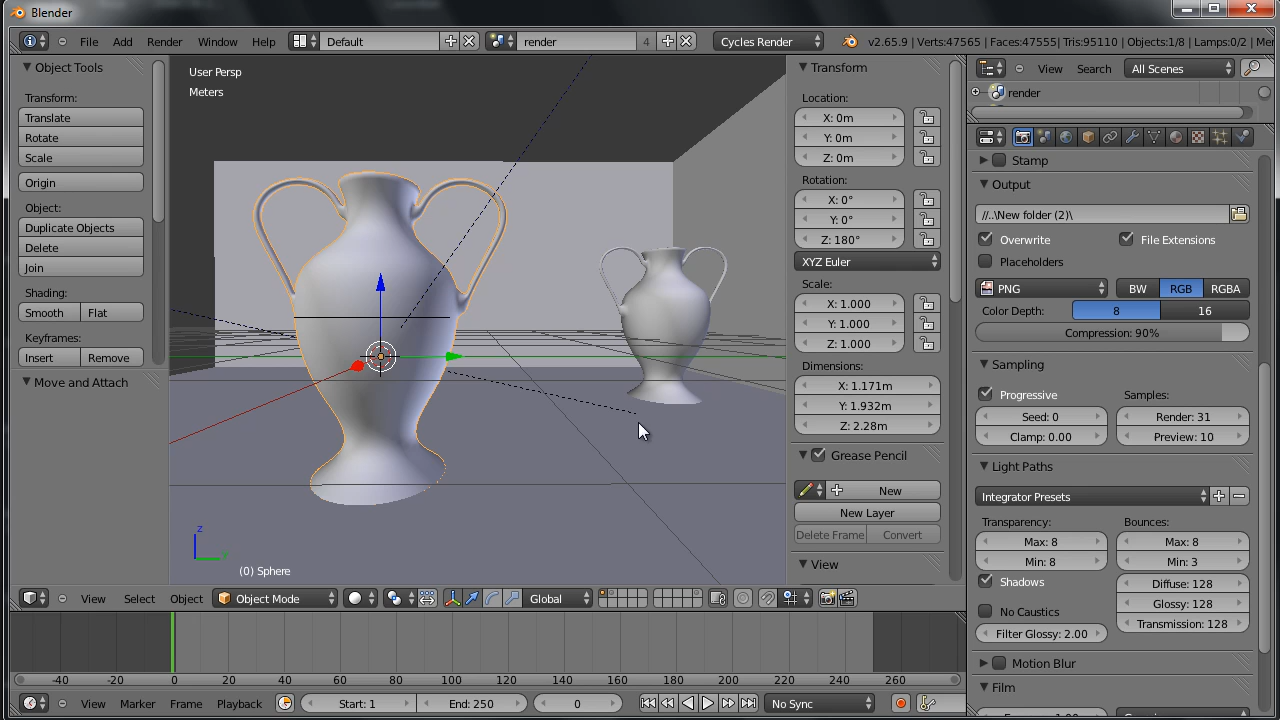 Blender
File Add Render Window Help Default render 4 Cycles Render v2.65.9 | Verts:47565 | Faces:47555| Tris:95110 | Objects:1/8 | Lamps:0/2 | Mer
Object Tools
Transform:
Translate
Rotate
Scale
Origin
Object:
Duplicate Objects
Delete
Join
Shading:
Smooth Flat
Keyframes:
Insert Remove
Move and Attach
User Persp
Meters
z
(0) Sphere
View Select Object Object Mode Global
Transform
Location:
X: 0m
Y: 0m
Z: 0m
Rotation:
X: 0°
Y: 0°
Z: 180°
XYZ Euler
Scale:
X: 1.000
Y: 1.000
Z: 1.000
Dimensions:
X: 1.171m
Y: 1.932m
Z: 2.28m
Grease Pencil
New
New Layer
Delete Frame Convert
View
View Search All Scenes
render
Stamp
Output
//..\New folder (2)\
Overwrite File Extensions
Placeholders
PNG BW RGB RGBA
Color Depth: 8 16
Compression: 90%
Sampling
Progressive Samples:
Seed: 0 Render: 31
Clamp: 0.00 Preview: 10
Light Paths
Integrator Presets
Transparency: Bounces:
Max: 8 Max: 8
Min: 8 Min: 3
Shadows Diffuse: 128
Glossy: 128
No Caustics Transmission: 128
Filter Glossy: 2.00
Motion Blur
Film
-40 -20 0 20 40 60 80 100 120 140 160 180 200 220 240 260
View Marker Frame Playback Start: 1 End: 250 0 No Sync